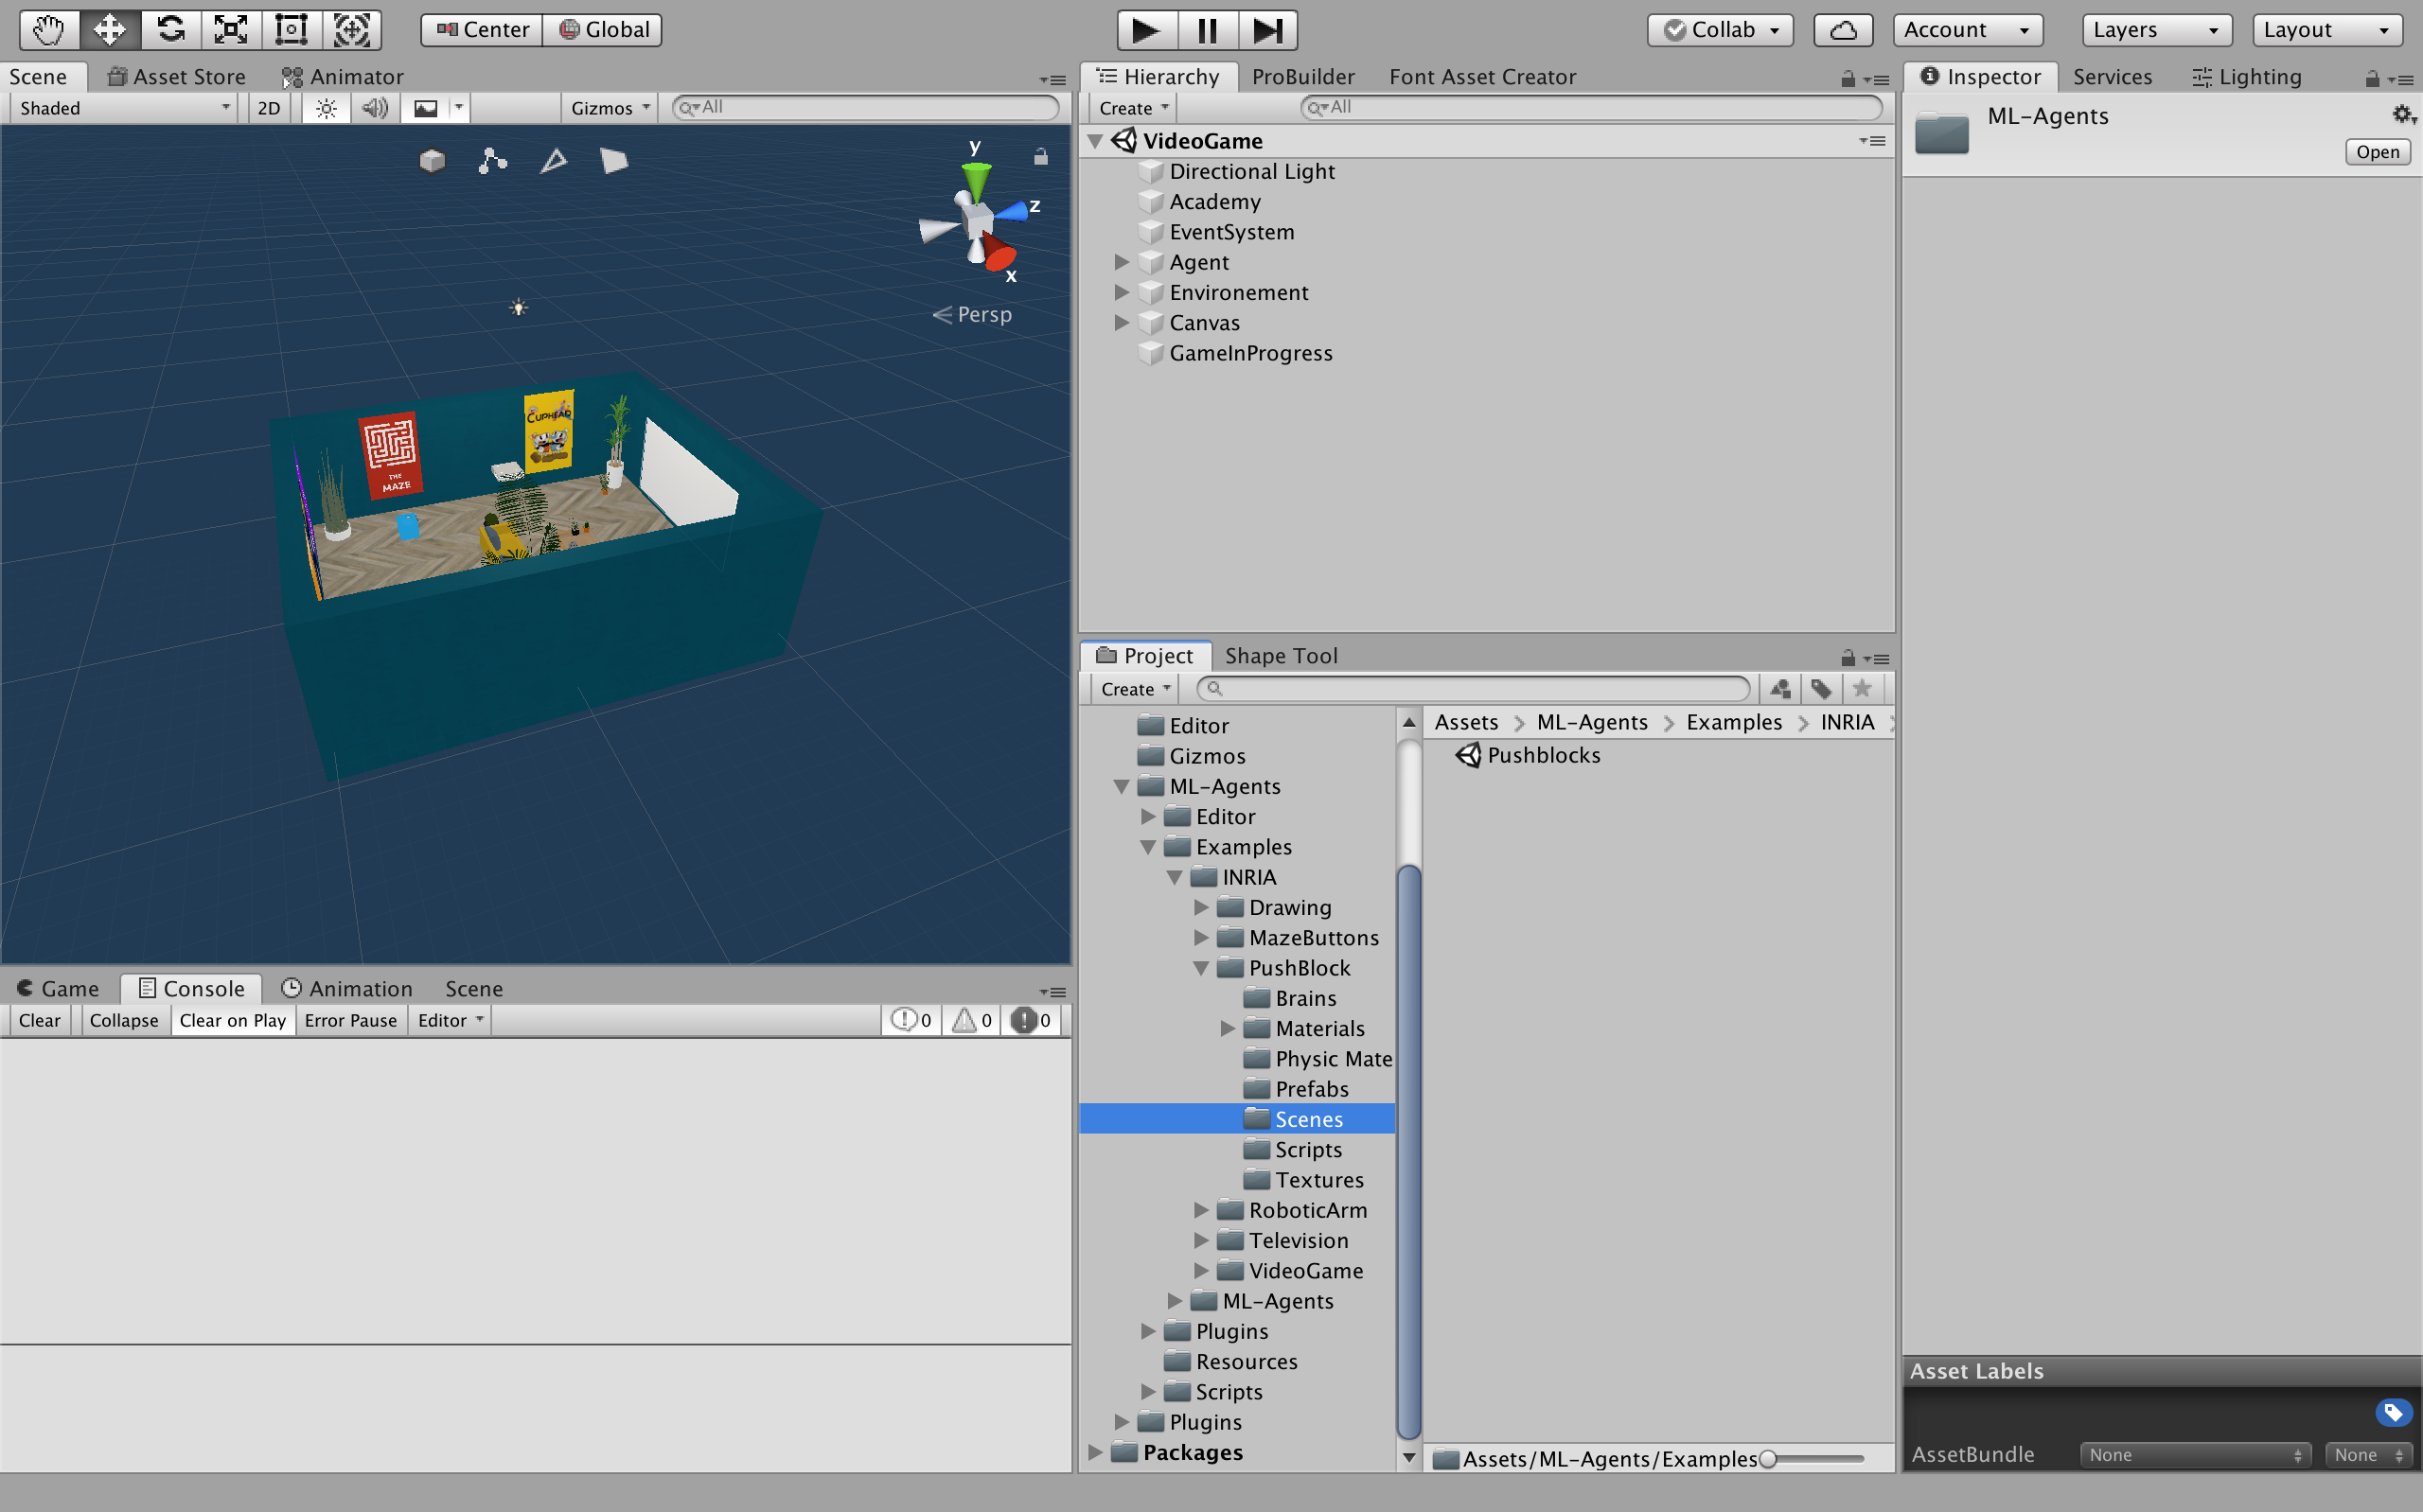 Center Global Collab Account Layers Layout
Scene Asset Store Animator
Shaded 2D Gizmos All
y
z
x
Persp
CUPHEAD
THE
MAZE
Game Console Animation Scene
Clear Collapse Clear on Play Error Pause Editor 0 0 0
Hierarchy ProBuilder Font Asset Creator
Create All
VideoGame
Directional Light
Academy
EventSystem
Agent
Environement
Canvas
GameInProgress
Project Shape Tool
Create
Editor
Gizmos
ML-Agents
Editor
Examples
INRIA
Drawing
MazeButtons
PushBlock
Brains
Materials
Physic Mate
Prefabs
Scenes
Scripts
Textures
RoboticArm
Television
VideoGame
ML-Agents
Plugins
Resources
Scripts
Plugins
Packages
Assets ML-Agents Examples INRIA
Pushblocks
Assets/ML-Agents/Examples
Inspector Services Lighting
ML-Agents
Open
Asset Labels
AssetBundle None None